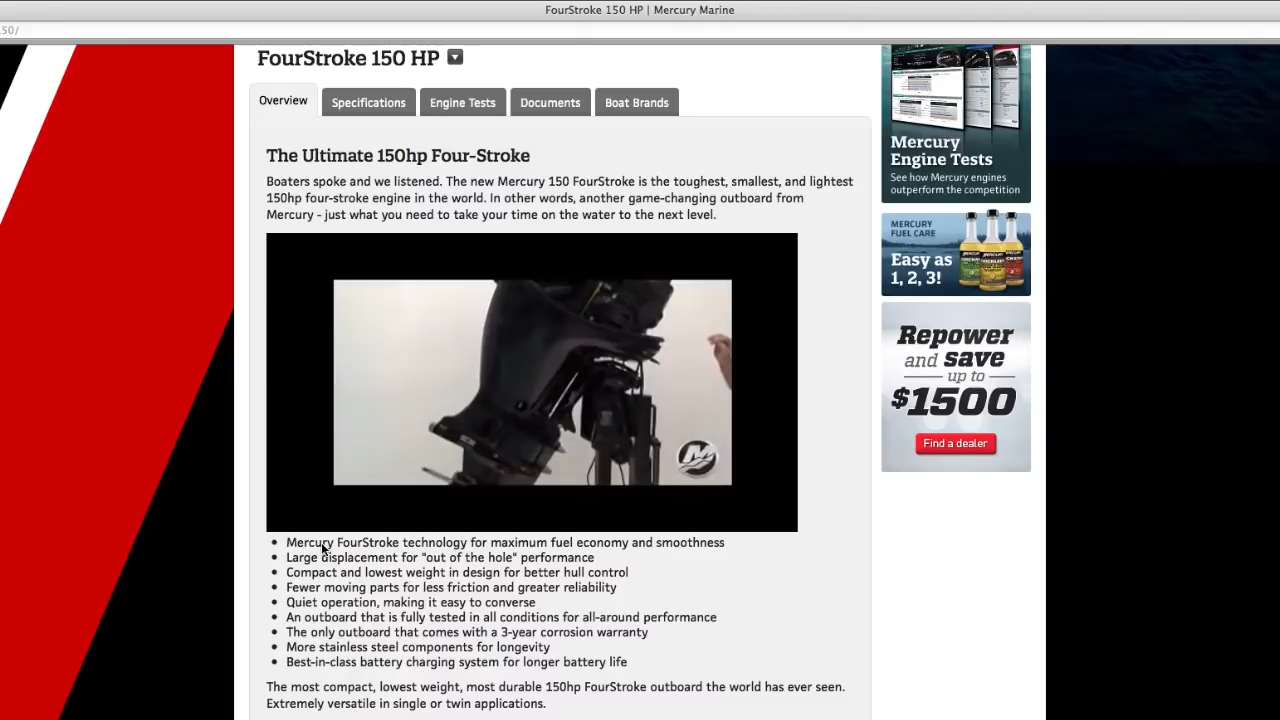 FourStroke 150 HP | Mercury Marine
50/
FourStroke 150 HP
Overview
Specifications
Engine Tests
Documents
Boat Brands
The Ultimate 150hp Four-Stroke
Boaters spoke and we listened. The new Mercury 150 FourStroke is the toughest, smallest, and lightest
150hp four-stroke engine in the world. In other words, another game-changing outboard from
Mercury - just what you need to take your time on the water to the next level.
• Mercury FourStroke technology for maximum fuel economy and smoothness
• Large displacement for "out of the hole" performance
• Compact and lowest weight in design for better hull control
• Fewer moving parts for less friction and greater reliability
• Quiet operation, making it easy to converse
• An outboard that is fully tested in all conditions for all-around performance
• The only outboard that comes with a 3-year corrosion warranty
• More stainless steel components for longevity
• Best-in-class battery charging system for longer battery life
The most compact, lowest weight, most durable 150hp FourStroke outboard the world has ever seen.
Extremely versatile in single or twin applications.
Mercury
Engine Tests
See how Mercury engines
outperform the competition
MERCURY
FUEL CARE
Easy as
1, 2, 3!
Repower
and save
up to
$1500
Find a dealer